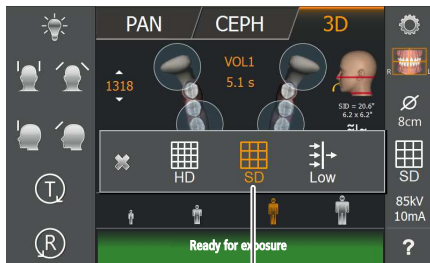 PAN
CEPH
3D
VOL1
5.1 s
1318
R
L
SID = 20.6"
6.2 x 6.2"
8cm
HD
SD
Low
SD
85kV
10mA
T
R
Ready for exposure
?